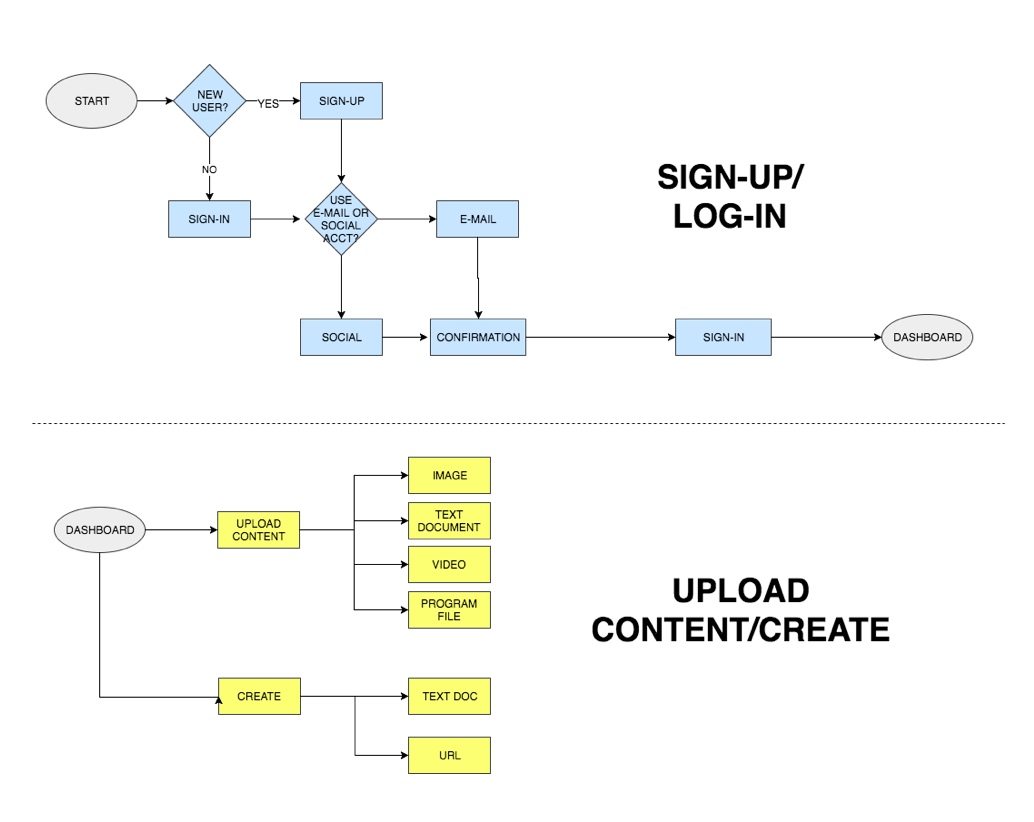 START
NEW
USER?
YES
SIGN-UP
NO
SIGN-IN
USE
E-MAIL OR
SOCIAL
ACCT?
E-MAIL
SIGN-UP/
LOG-IN
SOCIAL
CONFIRMATION
SIGN-IN
DASHBOARD
DASHBOARD
UPLOAD
CONTENT
IMAGE
TEXT
DOCUMENT
VIDEO
PROGRAM
FILE
UPLOAD
CONTENT/CREATE
CREATE
TEXT DOC
URL